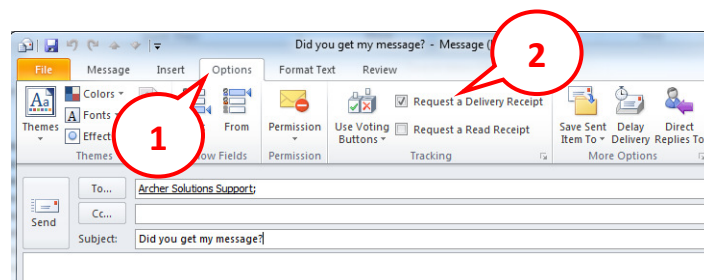 Did you get my message? - Message (
File Message Insert Options Format Text Review
Colors
Fonts
Effect
Themes
From
Permission
Use Voting Buttons
Request a Delivery Receipt
Request a Read Receipt
Save Sent Item To
Delay Delivery
Direct Replies To
Themes
ow Fields
Permission
Tracking
More Options
1
2
Send
To... Archer Solutions Support;
Cc...
Subject: Did you get my message?